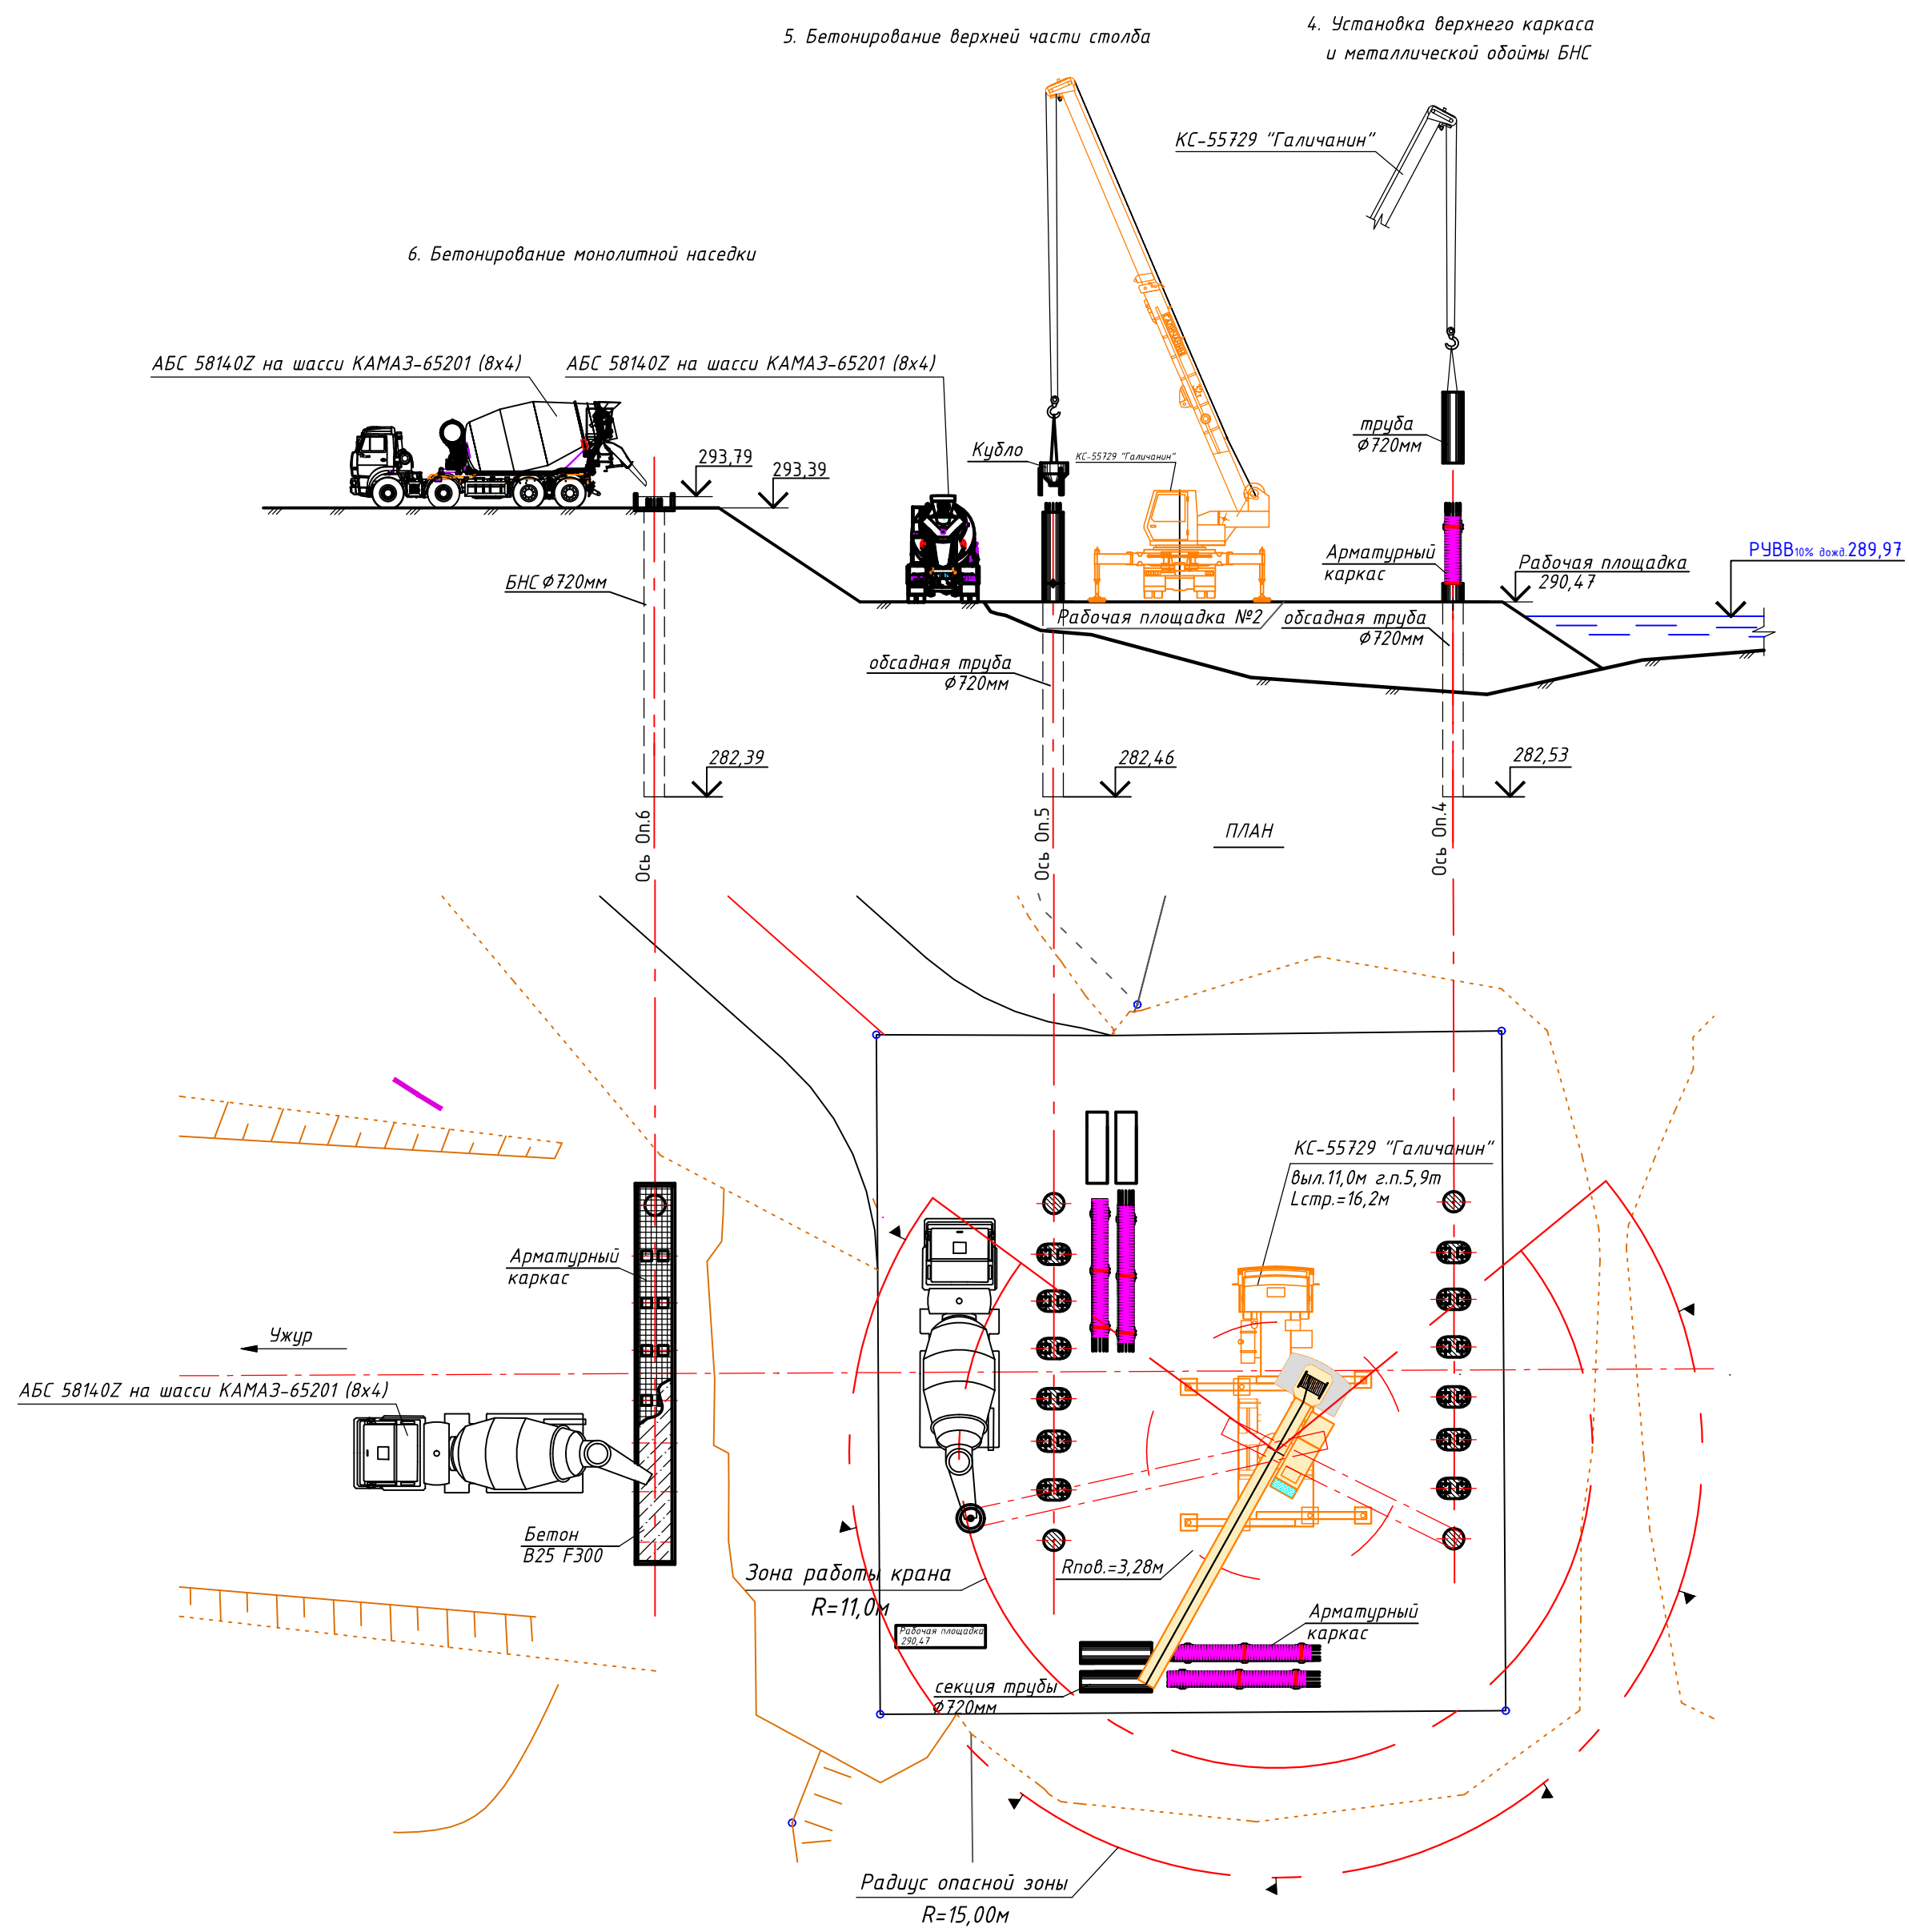 4. Установка верхнего каркаса
и металлической обоймы БНС
5. Бетонирование верхней части столба
КС-55729 "Галичанин"
6. Бетонирование монолитной наседки
АБС 58140Z на шасси КАМАЗ-65201 (8х4)
АБС 58140Z на шасси КАМАЗ-65201 (8х4)
труба
Ф720мм
Кубло
КС-55729 "Галичанин"
293,79
293,39
Арматурный
каркас
Рабочая площадка
290,47
РУВВ10% дожд.289,97
БНС Ф720мм
Рабочая площадка №2
обсадная труба
Ф720мм
обсадная труба
Ф720мм
282,39
282,46
282,53
Ось Оп.6
Ось Оп.5
Ось Оп.4
ПЛАН
КС-55729 "Галичанин"
выл.11,0м г.п.5,9т
Lстр.=16,2м
Арматурный
каркас
Ужур
АБС 58140Z на шасси КАМАЗ-65201 (8х4)
Бетон
В25 F300
Зона работы крана
R=11,0м
Rпов.=3,28м
Рабочая площадка
290,47
Арматурный
каркас
секция трубы
Ф720мм
Радиус опасной зоны
R=15,00м